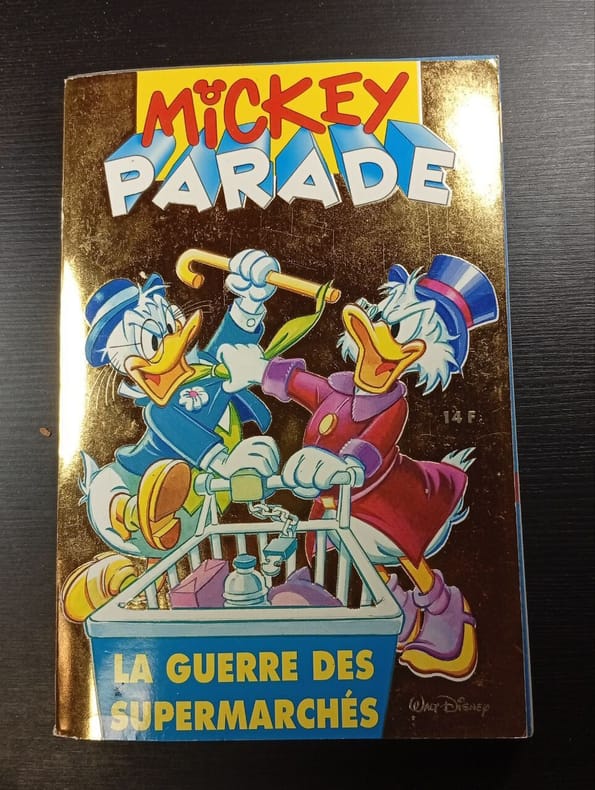 MiCKEY
PARADE
14 F
LA GUERRE DES
SUPERMARCHÉS
WALT DISNEY